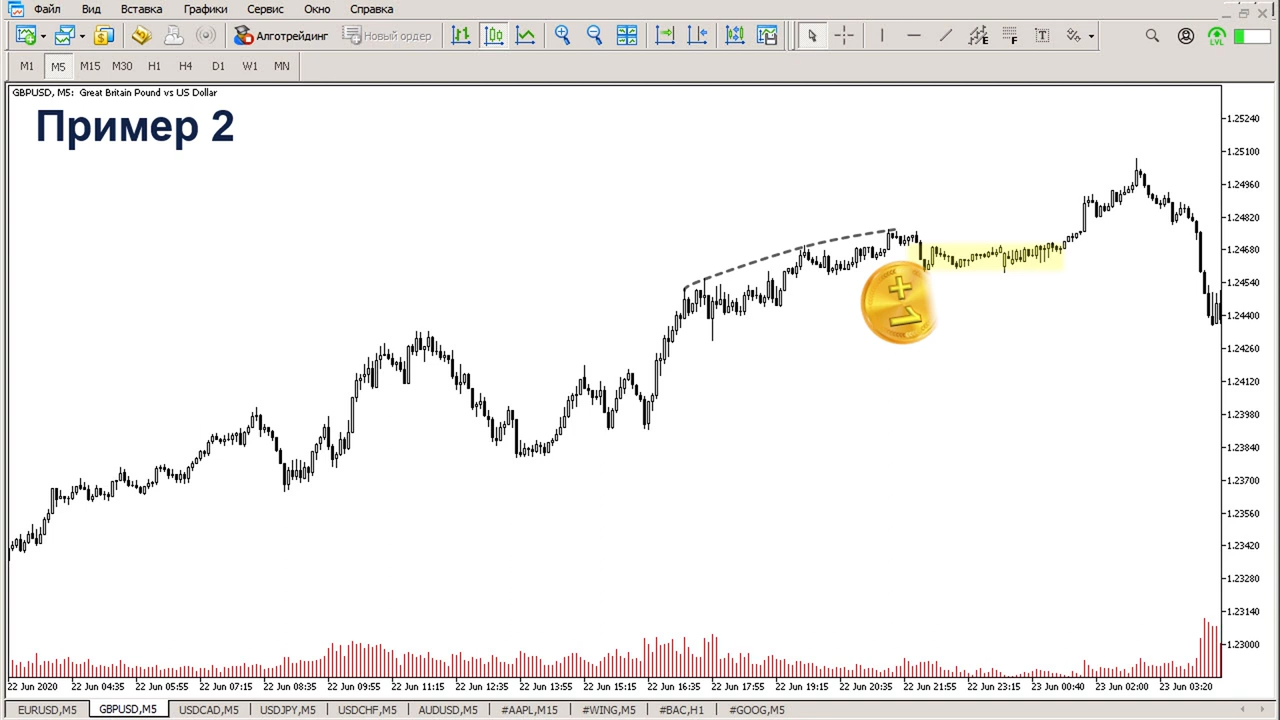 Файл Вид Вставка Графики Сервис Окно Справка
Алготрейдинг Новый ордер
M1 M5 M15 M30 H1 H4 D1 W1 MN
GBPUSD, M5: Great Britain Pound vs US Dollar
Пример 2
+1
1.25240
1.25100
1.24960
1.24820
1.24680
1.24540
1.24400
1.24260
1.24120
1.23980
1.23840
1.23700
1.23560
1.23420
1.23280
1.23140
1.23000
22 Jun 2020 22 Jun 04:35 22 Jun 05:55 22 Jun 07:15 22 Jun 08:35 22 Jun 09:55 22 Jun 11:15 22 Jun 12:35 22 Jun 13:55 22 Jun 15:15 22 Jun 16:35 22 Jun 17:55 22 Jun 19:15 22 Jun 20:35 22 Jun 21:55 22 Jun 23:15 23 Jun 00:40 23 Jun 02:00 23 Jun 03:20
EURUSD,M5 GBPUSD,M5 USDCAD,M5 USDJPY,M5 USDCHF,M5 AUDUSD,M5 #AAPL,M15 #WING,M5 #BAC,H1 #GOOG,M5